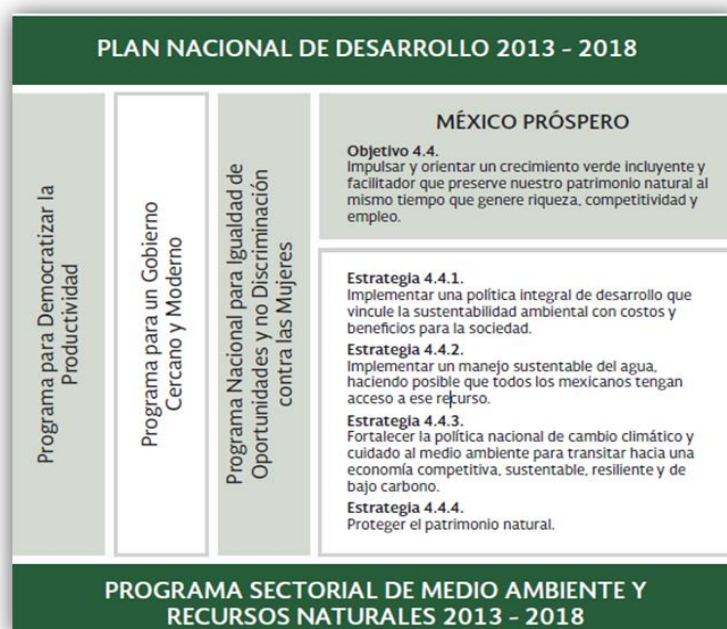 PLAN NACIONAL DE DESARROLLO 2013 - 2018
Programa para Democratizar la
Productividad
Programa para un Gobierno
Cercano y Moderno
Programa Nacional para Igualdad de
Oportunidades y no Discriminación
contra las Mujeres
MÉXICO PRÓSPERO
Objetivo 4.4.
Impulsar y orientar un crecimiento verde incluyente y
facilitador que preserve nuestro patrimonio natural al
mismo tiempo que genere riqueza, competitividad y
empleo.
Estrategia 4.4.1.
Implementar una política integral de desarrollo que
vincule la sustentabilidad ambiental con costos y
beneficios para la sociedad.
Estrategia 4.4.2.
Implementar un manejo sustentable del agua,
haciendo posible que todos los mexicanos tengan
acceso a ese recurso.
Estrategia 4.4.3.
Fortalecer la política nacional de cambio climático y
cuidado al medio ambiente para transitar hacia una
economía competitiva, sustentable, resiliente y de
bajo carbono.
Estrategia 4.4.4.
Proteger el patrimonio natural.
PROGRAMA SECTORIAL DE MEDIO AMBIENTE Y
RECURSOS NATURALES 2013 - 2018